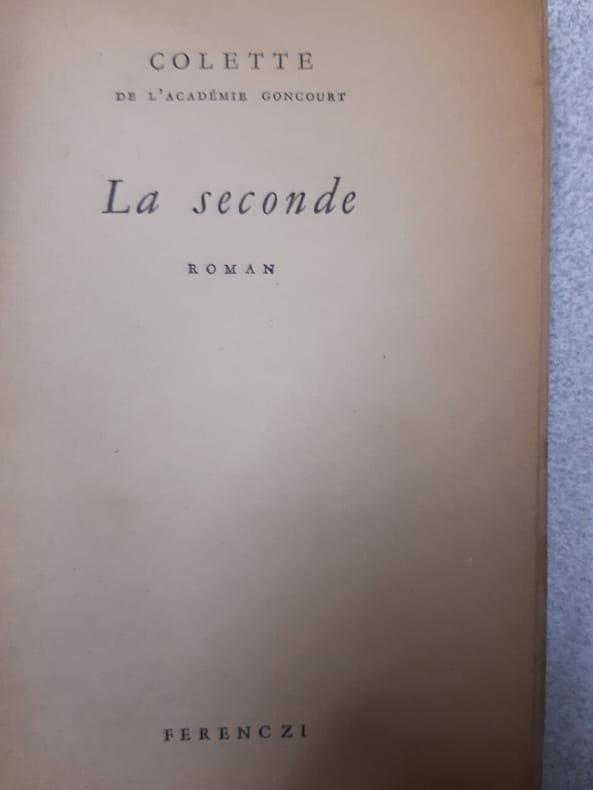 COLETTE
DE L'ACADÉMIE GONCOURT
La seconde
ROMAN
FERENCZI